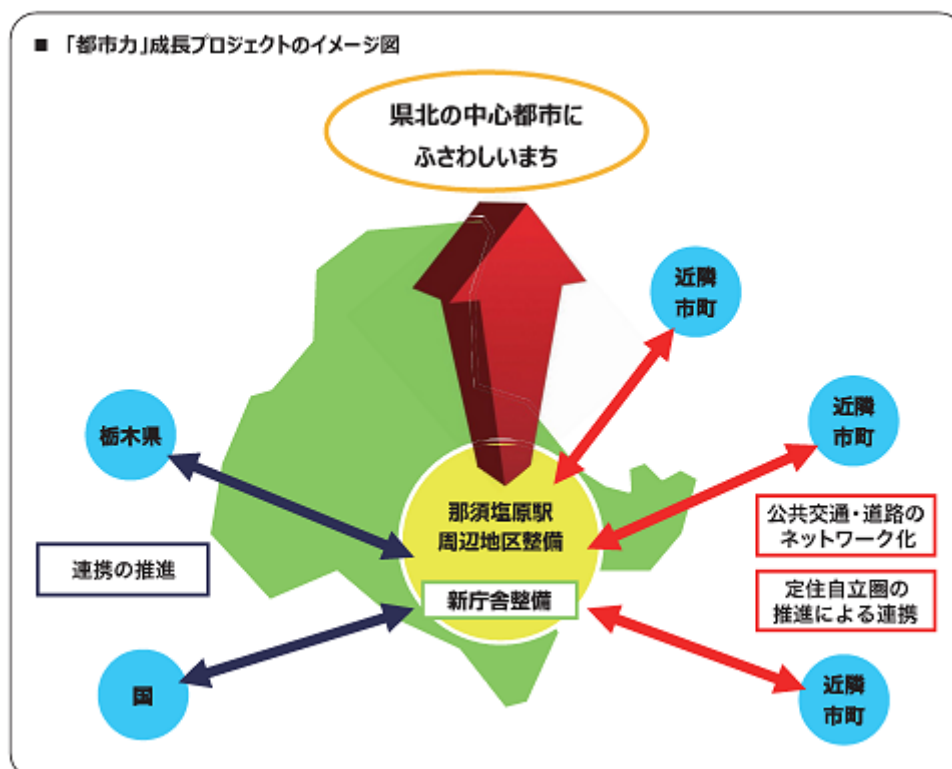 ■ 「都市力」成長プロジェクトのイメージ図
県北の中心都市に
ふさわしいまち
近隣
市町
栃木県
近隣
市町
那須塩原駅
周辺地区整備
公共交通・道路の
ネットワーク化
連携の推進
新庁舎整備
定住自立圏の
推進による連携
国
近隣
市町